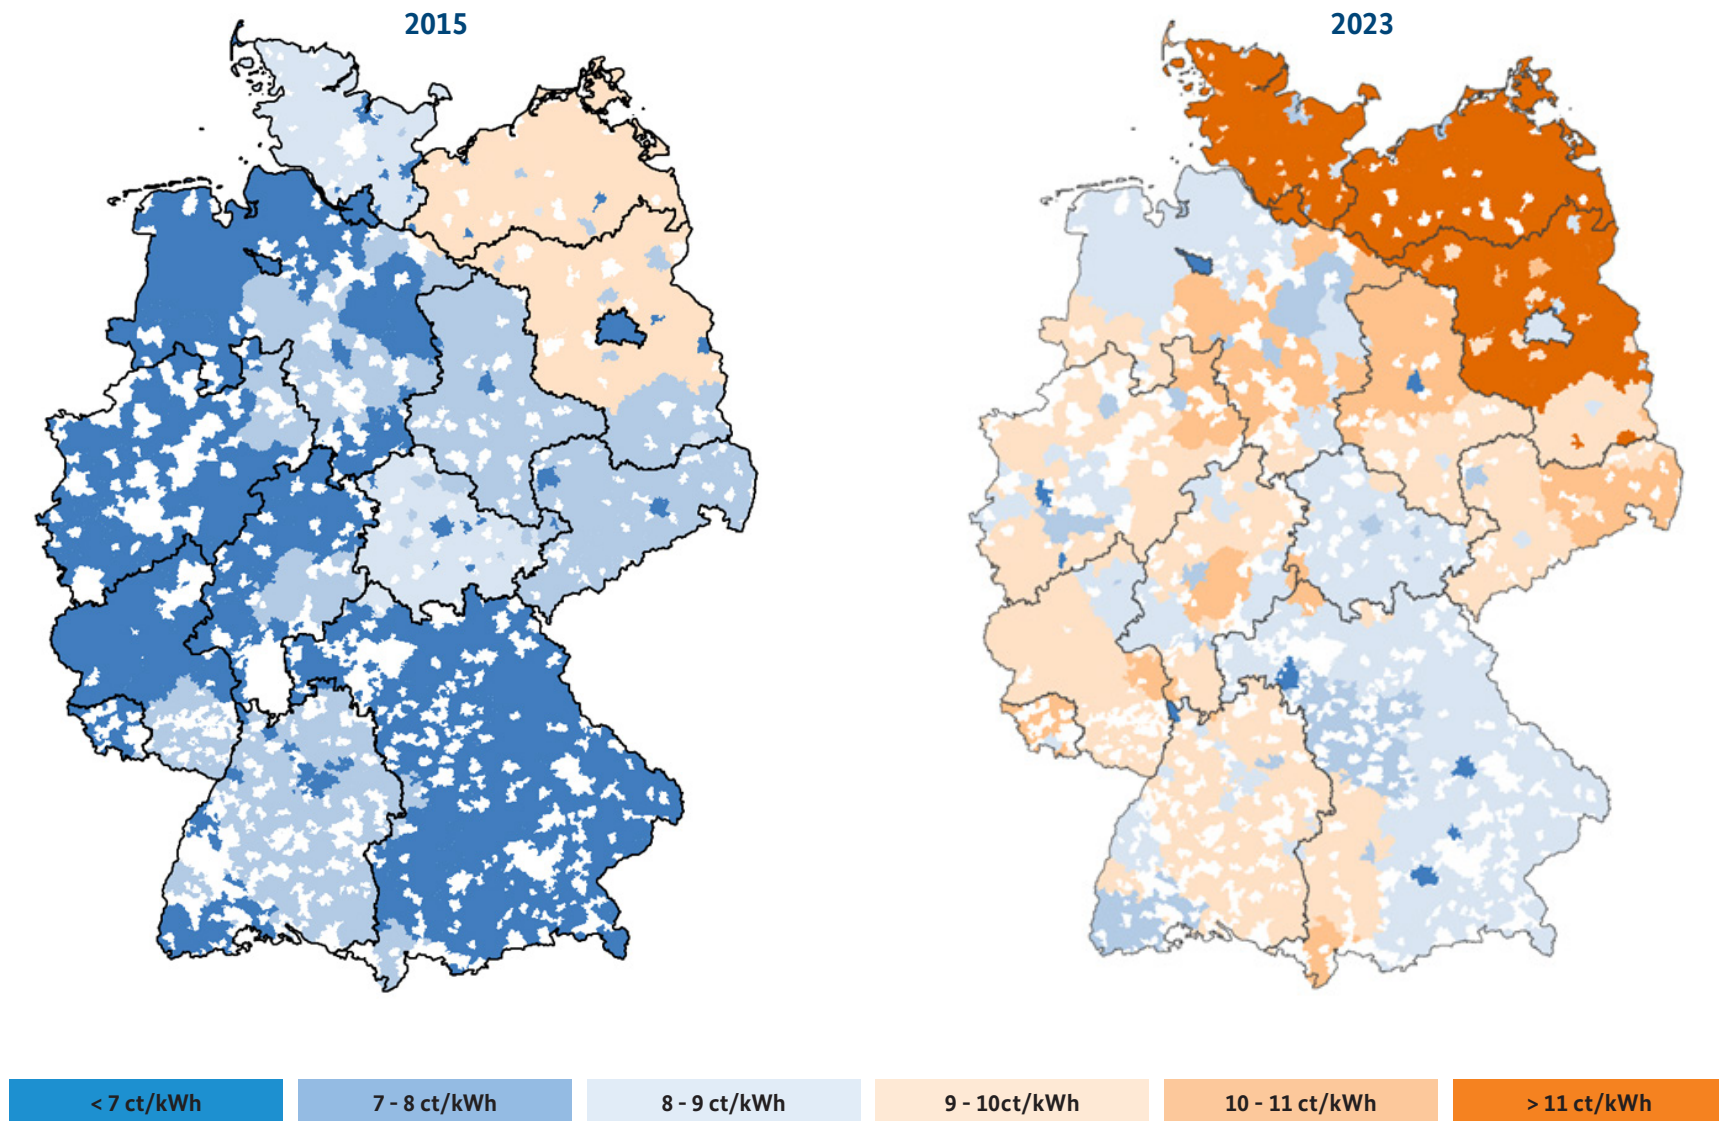 2015
2023
< 7 ct/kWh
7 - 8 ct/kWh
8 - 9 ct/kWh
9 - 10ct/kWh
10 - 11 ct/kWh
> 11 ct/kWh